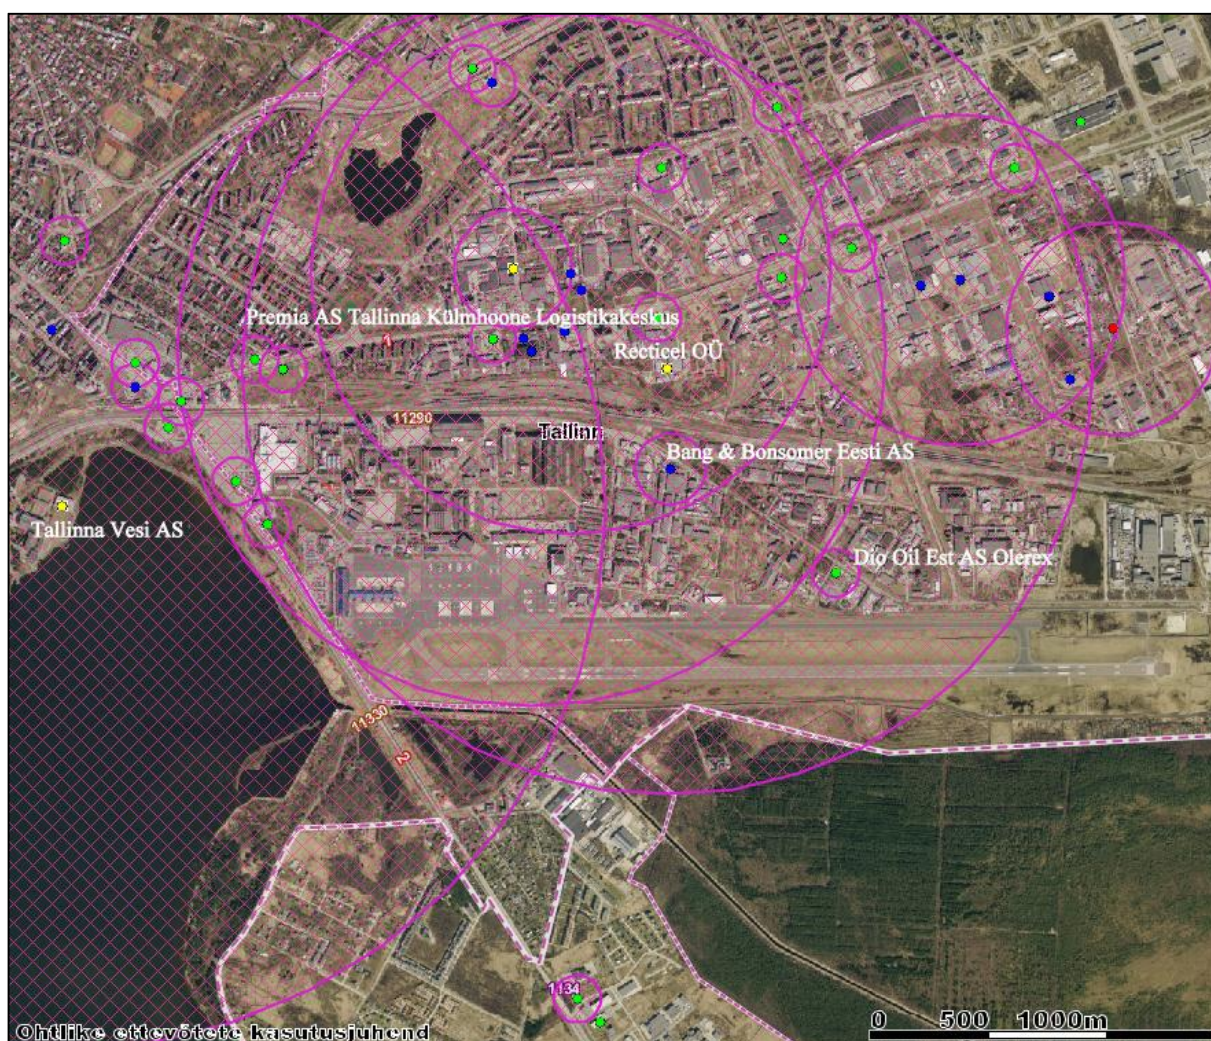 Premia AS Tallinna Külmhoone Logistikakeskus
1
Recticel OÜ
11290
Tallinn
Bang & Bonsomer Eesti AS
Tallinna Vesi AS
Dio Oil Est AS Olerex
11330
2
1134
Ohtlike ettevõtete kasutusjuhend
0 500 1000m